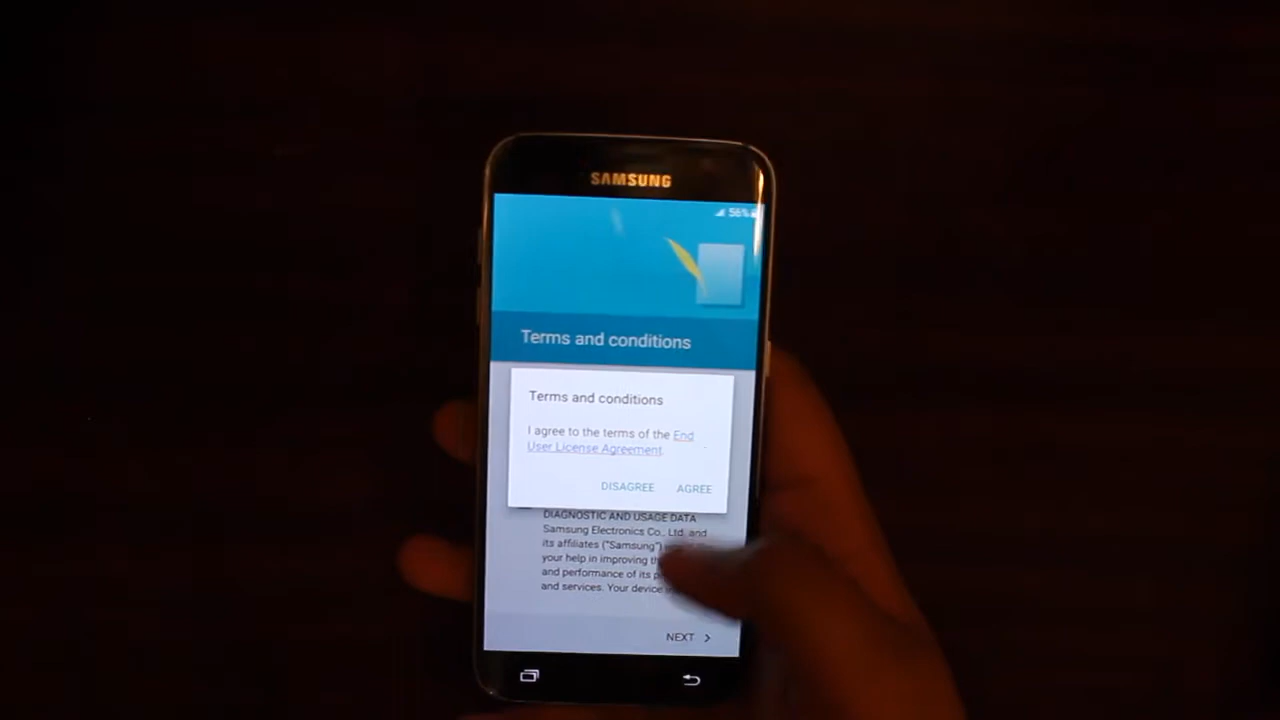 SAMSUNG
56%
Terms and conditions
Terms and conditions
I agree to the terms of the End
User License Agreement.
DISAGREE AGREE
DIAGNOSTIC AND USAGE DATA
Samsung Electronics Co., Ltd. and
its affiliates ("Samsung")
your help in improving
and performance of its
and services. Your device
NEXT >